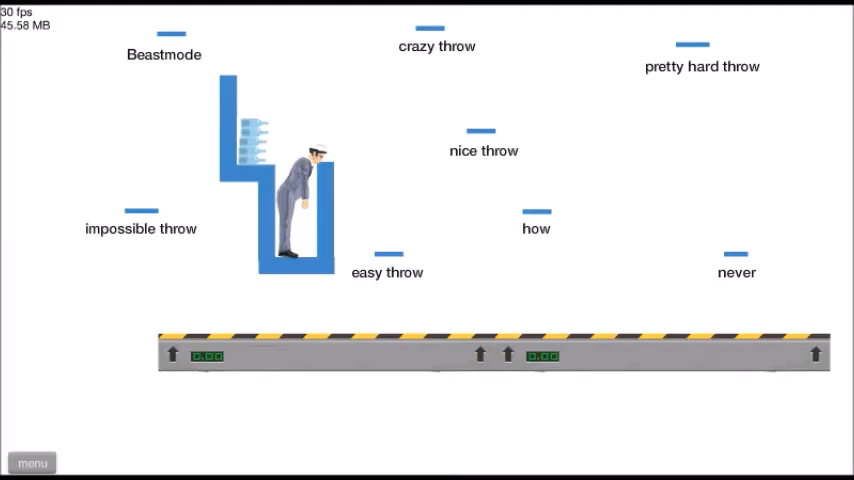 30 fps
45.58 MB
Beastmode
crazy throw
pretty hard throw
nice throw
impossible throw
how
easy throw
never
0.00
0.00
menu